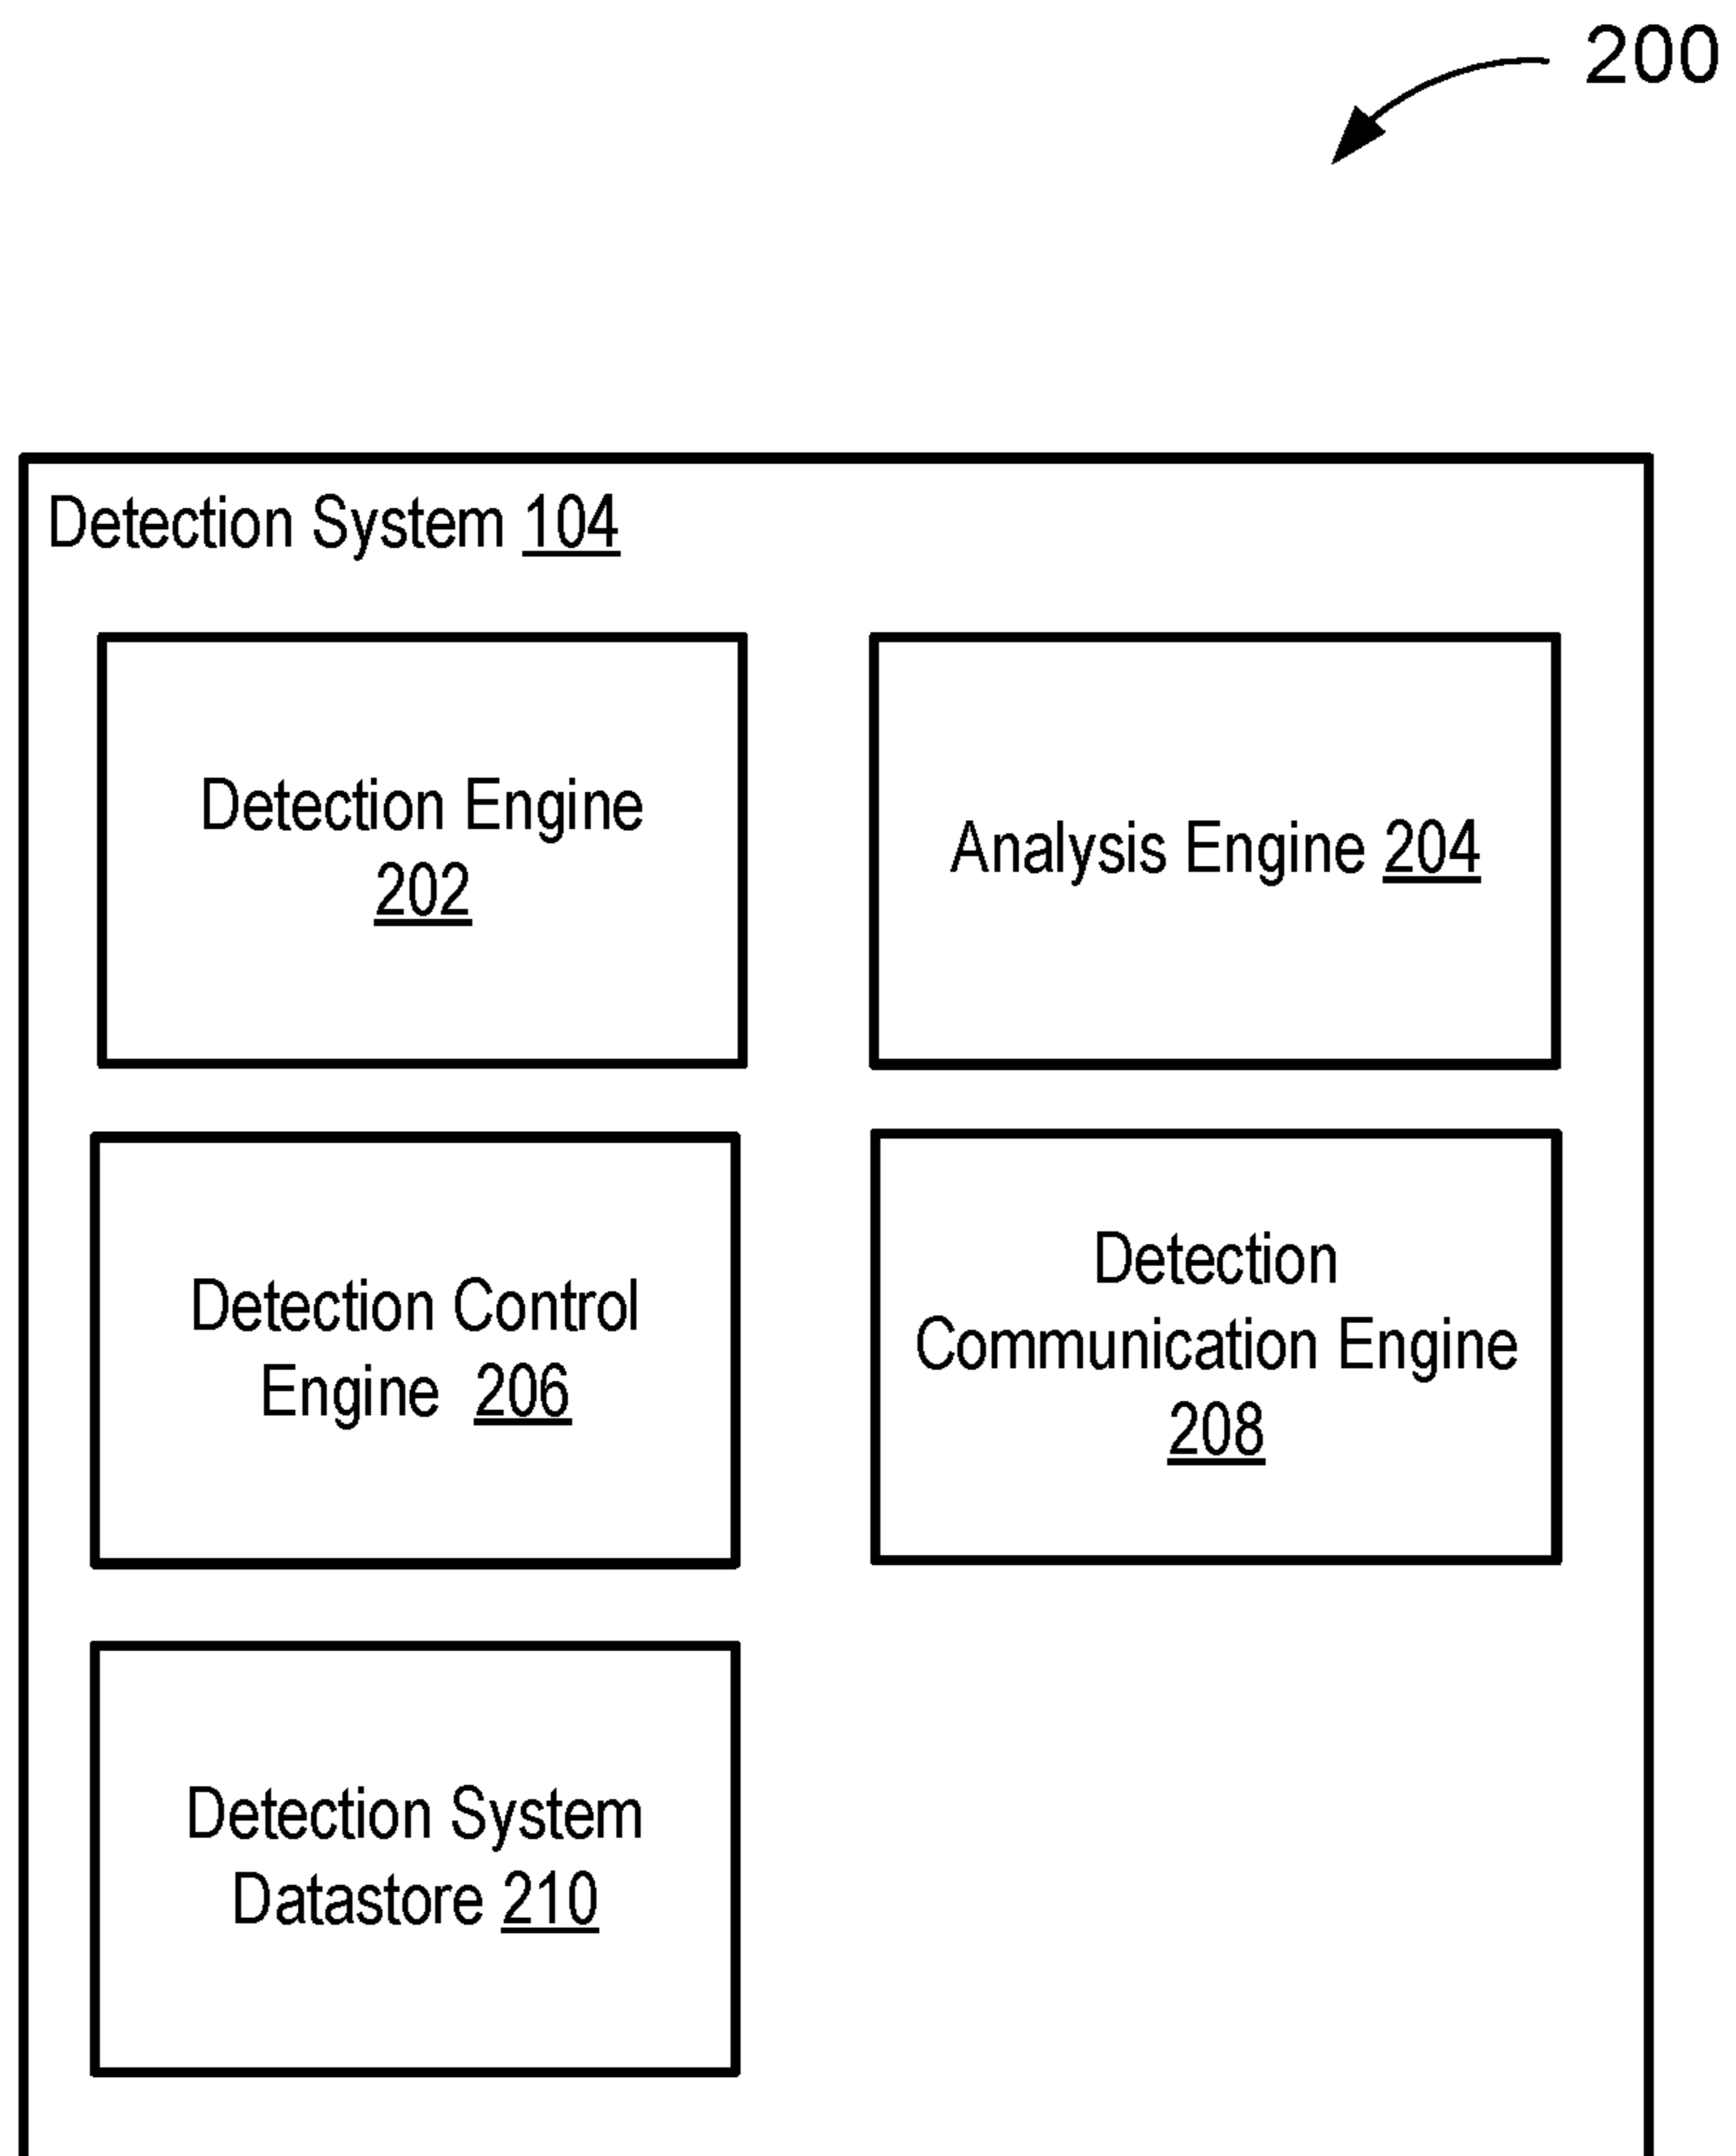 200
Detection System 104
Detection Engine
202
Analysis Engine 204
Detection Control
Engine 206
Detection
Communication Engine
208
Detection System
Datastore 210